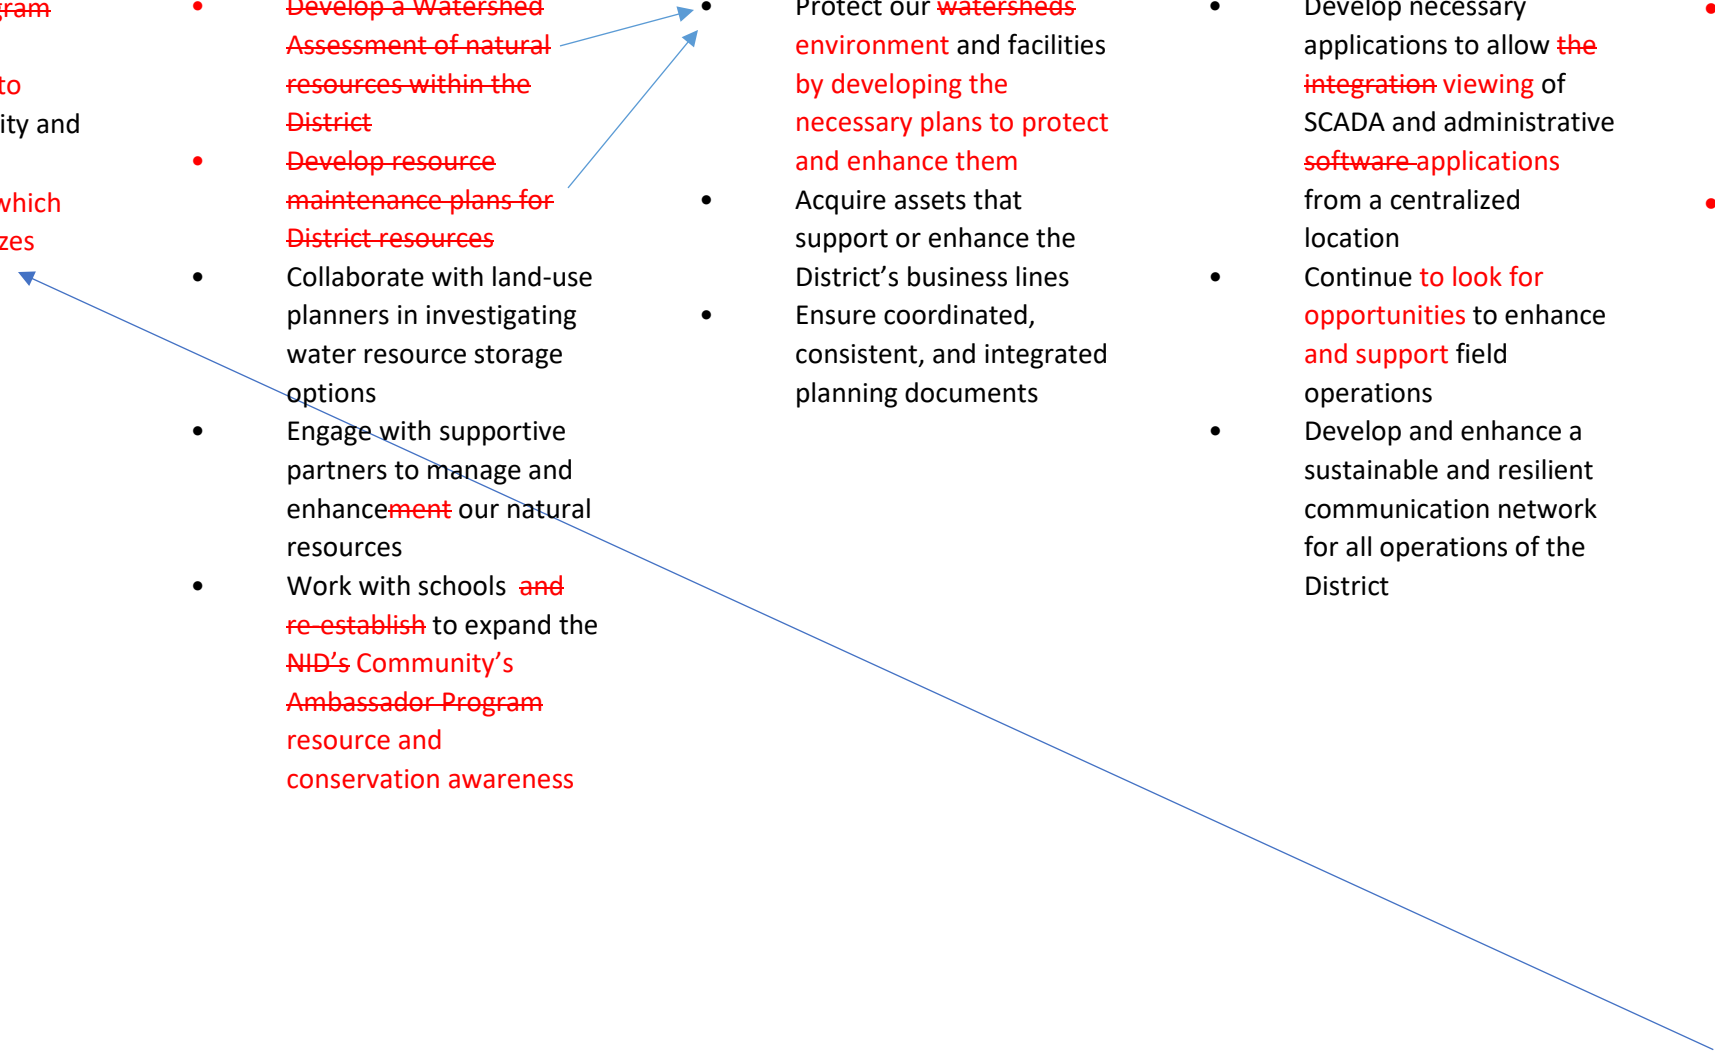 gram
to
ity and
which
zes
• Develop a Watershed
Assessment of natural
resources within the
District
• Develop resource
maintenance plans for
District resources
• Collaborate with land-use
planners in investigating
water resource storage
options
• Engage with supportive
partners to manage and
enhancement our natural
resources
• Work with schools and
re-establish to expand the
NID's Community's
Ambassador Program
resource and
conservation awareness
• Protect our watersheds
environment and facilities
by developing the
necessary plans to protect
and enhance them
• Acquire assets that
support or enhance the
District's business lines
• Ensure coordinated,
consistent, and integrated
planning documents
• Develop necessary
applications to allow the
integration viewing of
SCADA and administrative
software applications
from a centralized
location
• Continue to look for
opportunities to enhance
and support field
operations
• Develop and enhance a
sustainable and resilient
communication network
for all operations of the
District